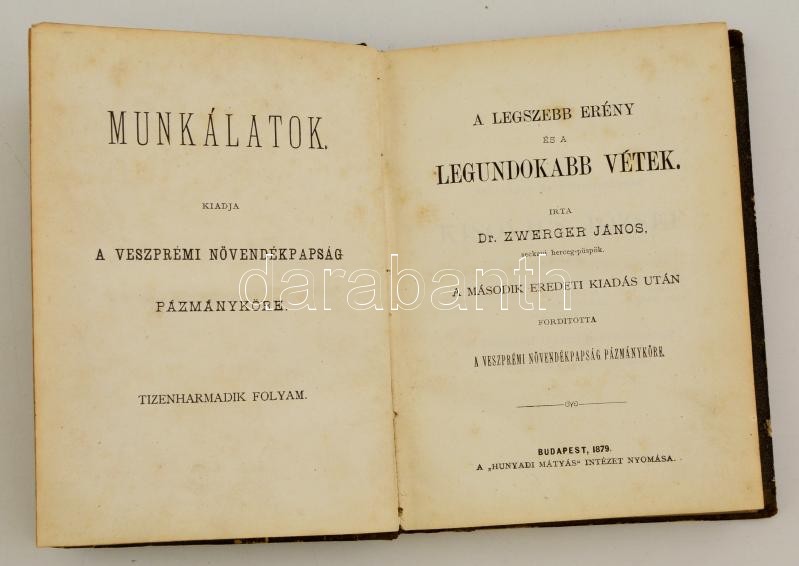 MUNKÁLATOK.
KIADJA
A VESZPRÉMI NÖVENDÉKPAPSÁG
PÁZMÁNYKÖRE.
TIZENHARMADIK FOLYAM.
A LEGSZEBB ERÉNY
ÉS A
LEGUNDOKABB VÉTEK.
IRTA
Dr. ZWERGER JÁNOS,
seckaui herceg-püspök.
A MÁSODIK EREDETI KIADÁS UTÁN
FORDITOTTA
A VESZPRÉMI NÖVENDÉKPAPSÁG PÁZMÁNYKÖRE.
BUDAPEST, 1879.
A „HUNYADI MÁTYÁS" INTÉZET NYOMÁSA.
darabanth